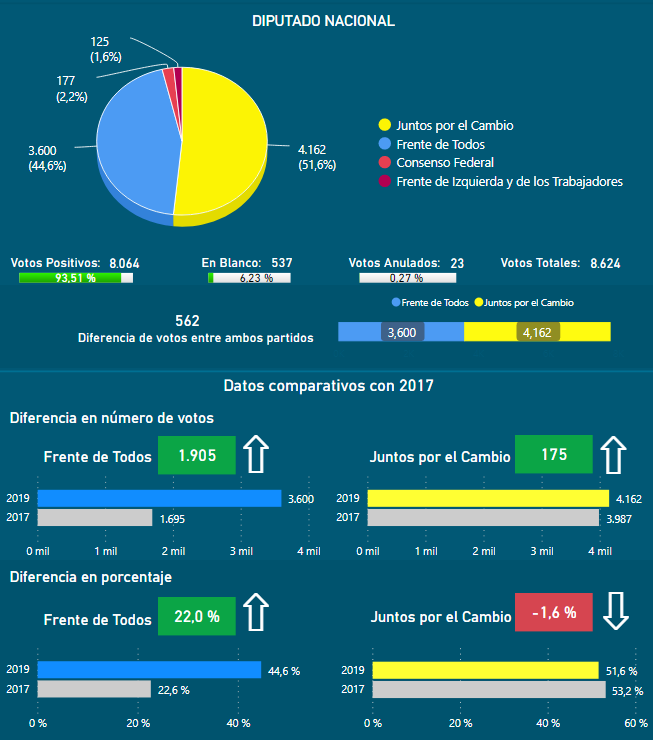 DIPUTADO NACIONAL
125
(1,6%)
177
(2,2%)
3.600
(44,6%)
4.162
(51,6%)
Juntos por el Cambio
Frente de Todos
Consenso Federal
Frente de Izquierda y de los Trabajadores
Votos Positivos: 8.064
93,51 %
En Blanco: 537
6,23 %
Votos Anulados: 23
0,27 %
Votos Totales: 8.624
562
Diferencia de votos entre ambos partidos
Frente de Todos Juntos por el Cambio
3,600 4,162
Datos comparativos con 2017
Diferencia en número de votos
Frente de Todos 1.905
2019 3.600
2017 1.695
0 mil 1 mil 2 mil 3 mil 4 mil
Juntos por el Cambio 175
2019 4.162
2017 3.987
0 mil 1 mil 2 mil 3 mil 4 mil
Diferencia en porcentaje
Frente de Todos 22,0 %
2019 44,6 %
2017 22,6 %
0 % 20 % 40 %
Juntos por el Cambio -1,6 %
2019 51,6 %
2017 53,2 %
0 % 20 % 40 % 60 %